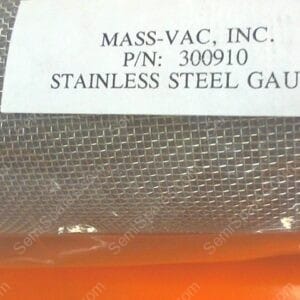 MASS-VAC, INC.
P/N: 300910
STAINLESS STEEL GAU